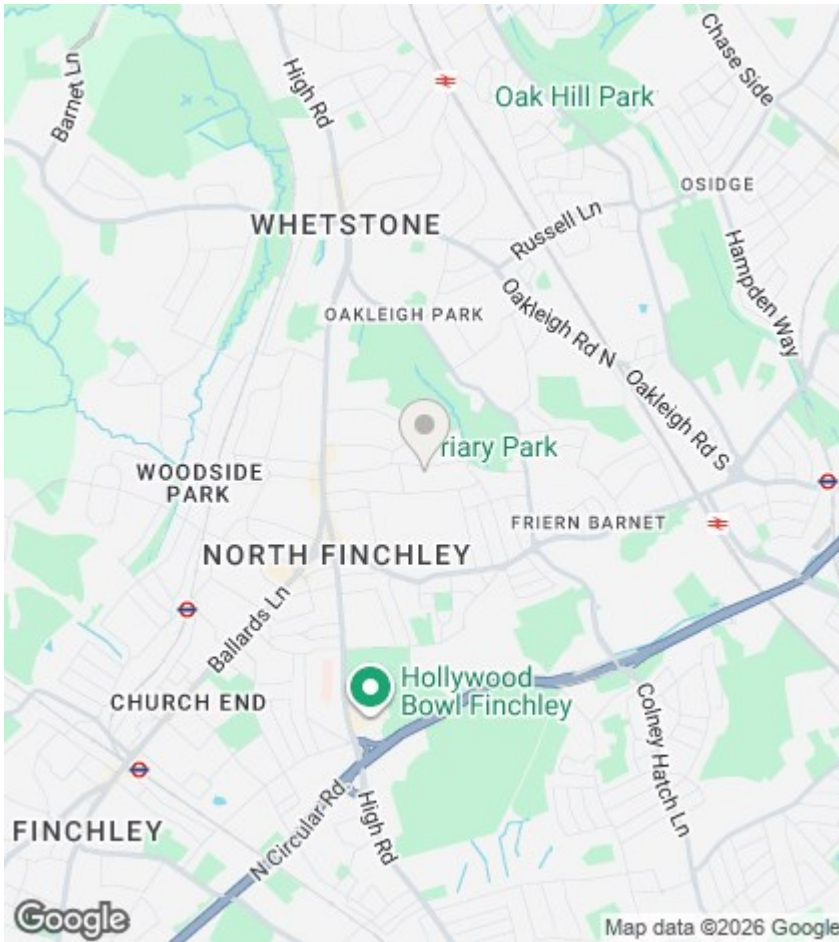 Barnet Ln
High Rd
Chase Side
Oak Hill Park
OSIDGE
WHETSTONE
Russell Ln
Hampden Way
OAKLEIGH PARK
Oakleigh Rd N
Oakleigh Rd S
riary Park
WOODSIDE
PARK
FRIERN BARNET
NORTH FINCHLEY
Ballards Ln
Hollywood
Bowl Finchley
CHURCH END
Colney Hatch Ln
N Circular Rd
High Rd
FINCHLEY
Google
Map data ©2026 Google